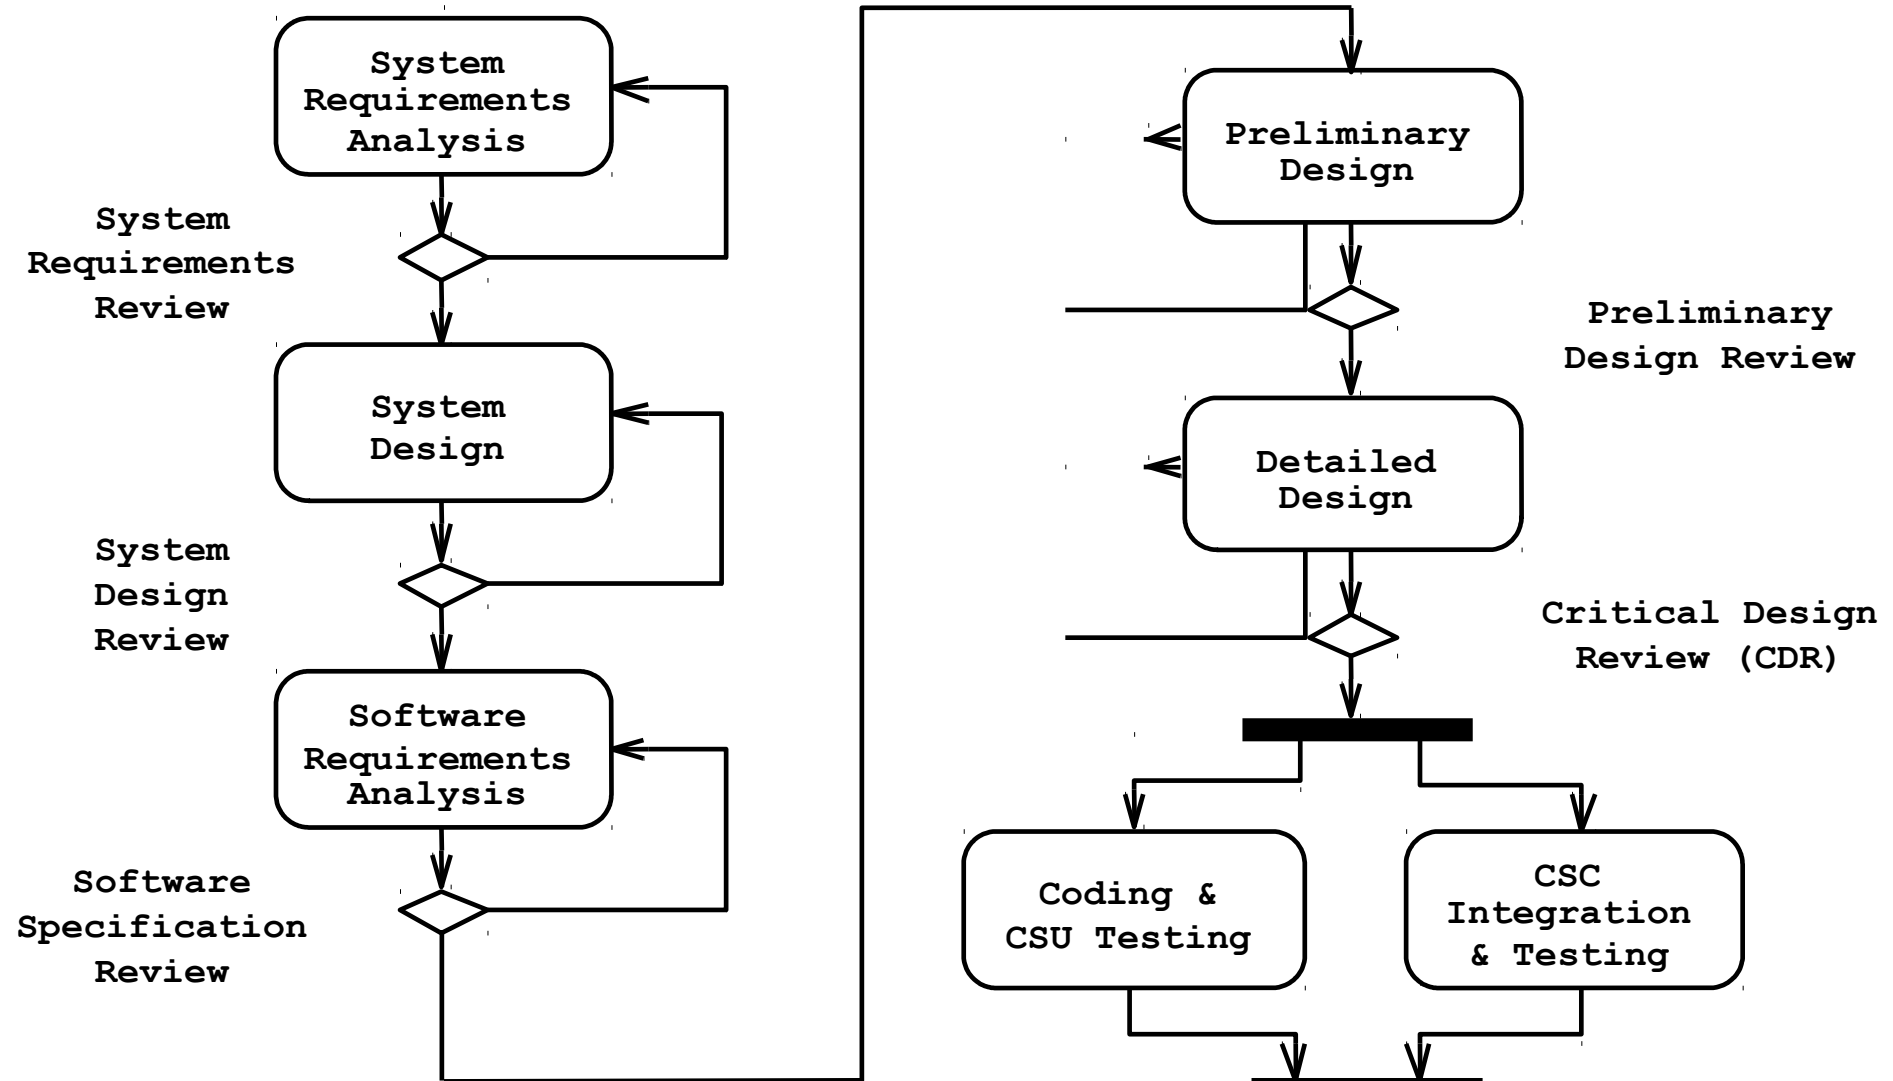 System
Requirements
Analysis
System
Requirements
Review
System
Design
System
Design
Review
Software
Requirements
Analysis
Software
Specification
Review
Preliminary
Design
Preliminary
Design Review
Detailed
Design
Critical Design
Review (CDR)
Coding &
CSU Testing
CSC
Integration
& Testing